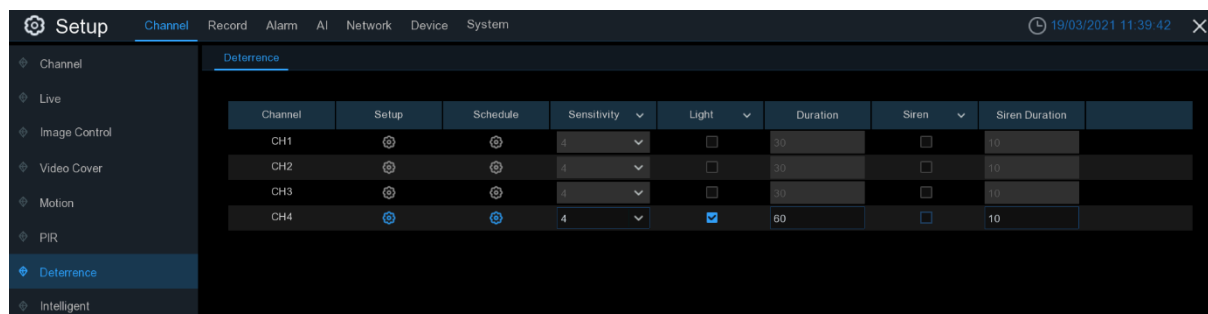 Setup Channel Record Alarm AI Network Device System 19/03/2021 11:39:42
Channel
Live
Image Control
Video Cover
Motion
PIR
Deterrence
Intelligent
Deterrence
Channel Setup Schedule Sensitivity Light Duration Siren Siren Duration
CH1 4 30 10
CH2 4 30 10
CH3 4 30 10
CH4 4 60 10